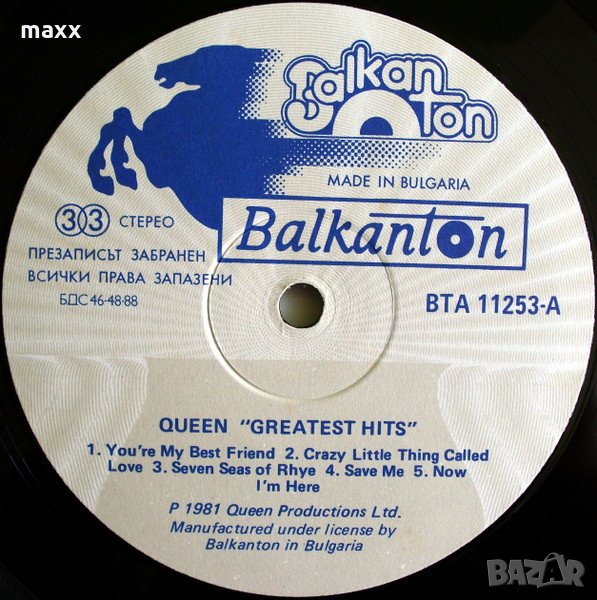 maxx
Balkan
Ton
MADE IN BULGARIA
33 СТЕРЕО
Balkanton
ПРЕЗАПИСЪТ ЗАБРАНЕН
ВСИЧКИ ПРАВА ЗАПАЗЕНИ
БДС 46-48-88
ВТА 11253-А
QUEEN "GREATEST HITS"
1. You're My Best Friend 2. Crazy Little Thing Called
Love 3. Seven Seas of Rhye 4. Save Me 5. Now
I'm Here
P 1981 Queen Productions Ltd.
Manufactured under license by
Balkanton in Bulgaria
BAZAR